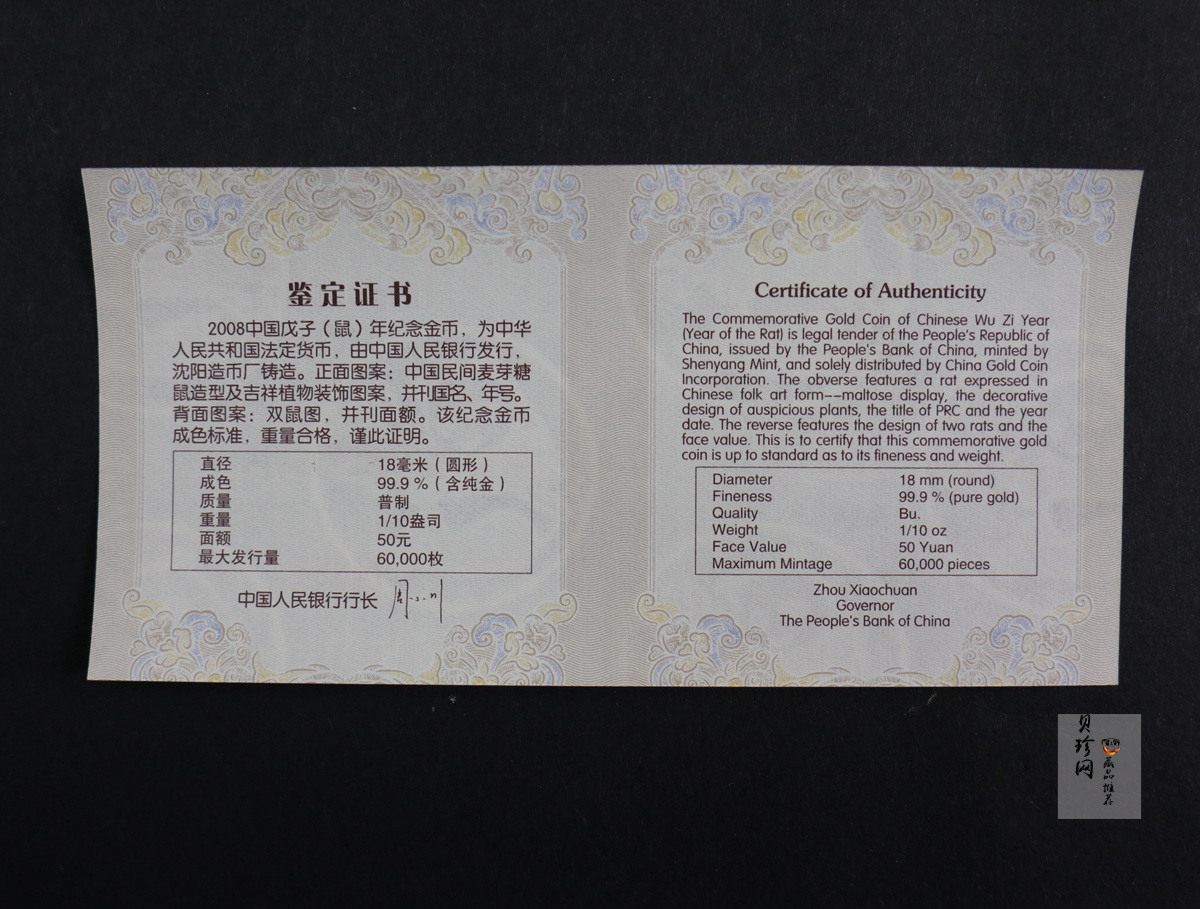 鉴定证书
2008中国戊子（鼠）年纪念金币，为中华
人民共和国法定货币，由中国人民银行发行，
沈阳造币厂铸造。正面图案：中国民间麦芽糖
鼠造型及吉祥植物装饰图案，并刊国名、年号。
背面图案：双鼠图，并刊面额。该纪念金币
成色标准，重量合格，谨此证明。
直径 18毫米（圆形）
成色 99.9 %（含纯金）
质量 普制
重量 1/10盎司
面额 50元
最大发行量 60,000枚
中国人民银行行长
Certificate of Authenticity
The Commemorative Gold Coin of Chinese Wu Zi Year
(Year of the Rat) is legal tender of the People's Republic of
China, issued by the People's Bank of China, minted by
Shenyang Mint, and solely distributed by China Gold Coin
Incorporation. The obverse features a rat expressed in
Chinese folk art form--maltose display, the decorative
design of auspicious plants, the title of PRC and the year
date. The reverse features the design of two rats and the
face value. This is to certify that this commemorative gold
coin is up to standard as to its fineness and weight.
Diameter 18 mm (round)
Fineness 99.9 % (pure gold)
Quality Bu.
Weight 1/10 oz
Face Value 50 Yuan
Maximum Mintage 60,000 pieces
Zhou Xiaochuan
Governor
The People's Bank of China
贝珍网
藏品推荐